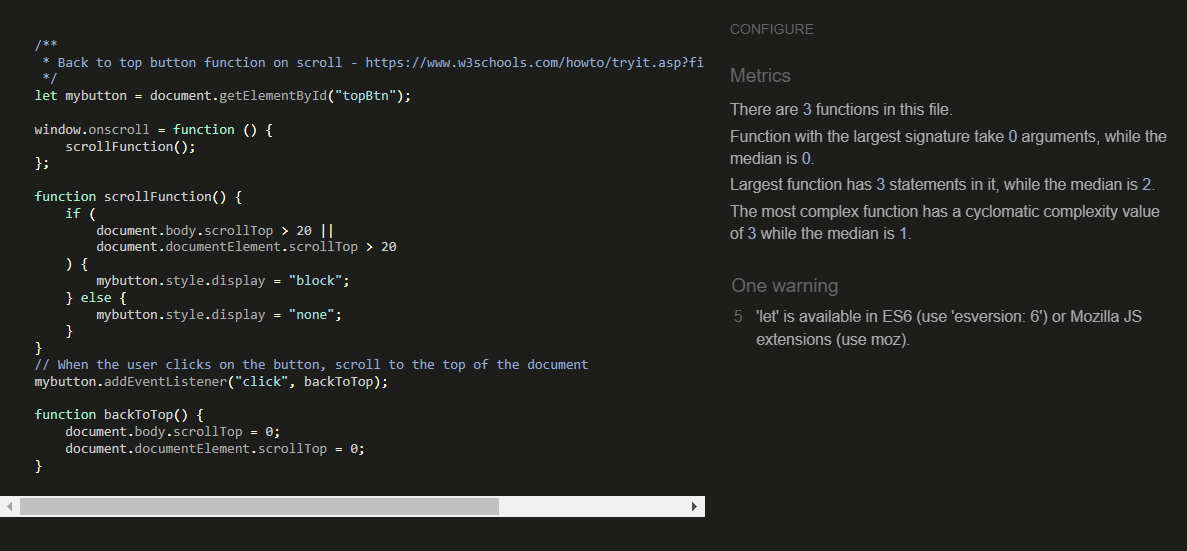 /**
 * Back to top button function on scroll - https://www.w3schools.com/howto/tryit.asp?fi
 */
let mybutton = document.getElementById("topBtn");

window.onscroll = function () {
    scrollFunction();
};

function scrollFunction() {
    if (
        document.body.scrollTop > 20 ||
        document.documentElement.scrollTop > 20
    ) {
        mybutton.style.display = "block";
    } else {
        mybutton.style.display = "none";
    }
}
// When the user clicks on the button, scroll to the top of the document
mybutton.addEventListener("click", backToTop);

function backToTop() {
    document.body.scrollTop = 0;
    document.documentElement.scrollTop = 0;
}
CONFIGURE
Metrics
There are 3 functions in this file.
Function with the largest signature take 0 arguments, while the
median is 0.
Largest function has 3 statements in it, while the median is 2.
The most complex function has a cyclomatic complexity value
of 3 while the median is 1.
One warning
5 'let' is available in ES6 (use 'esversion: 6') or Mozilla JS
extensions (use moz).